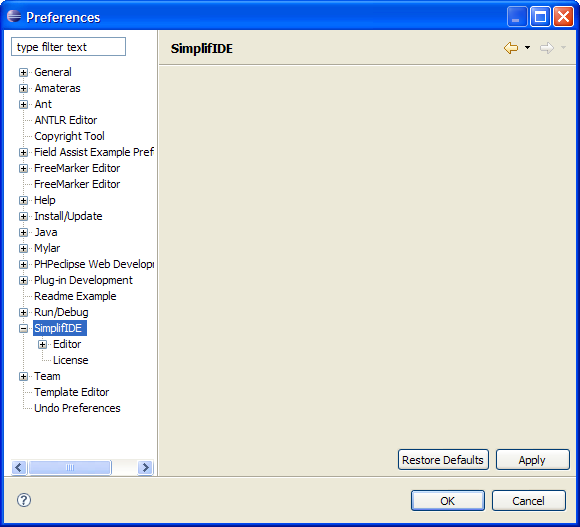 Preferences
type filter text
SimplifIDE
General
Amateras
Ant
ANTLR Editor
Copyright Tool
Field Assist Example Pref
FreeMarker Editor
FreeMarker Editor
Help
Install/Update
Java
Mylar
PHPeclipse Web Develop
Plug-in Development
Readme Example
Run/Debug
SimplifIDE
Editor
License
Team
Template Editor
Undo Preferences
Restore Defaults
Apply
?
OK
Cancel